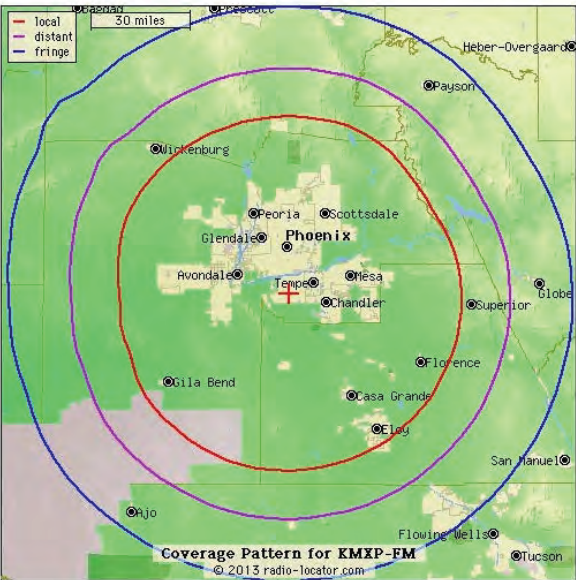 Bagdad
Prescott
30 miles
local
distant
fringe
Heber-Overgaard
Payson
Wickenburg
Peoria
Scottsdale
Glendale
Phoenix
Avondale
Tempe
Mesa
Globe
Chandler
Superior
Florence
Gila Bend
Casa Grande
Eloy
San Manuel
Ajo
Flowing Wells
Coverage Pattern for KMXP-FM
Tucson
© 2013 radio-locator.com